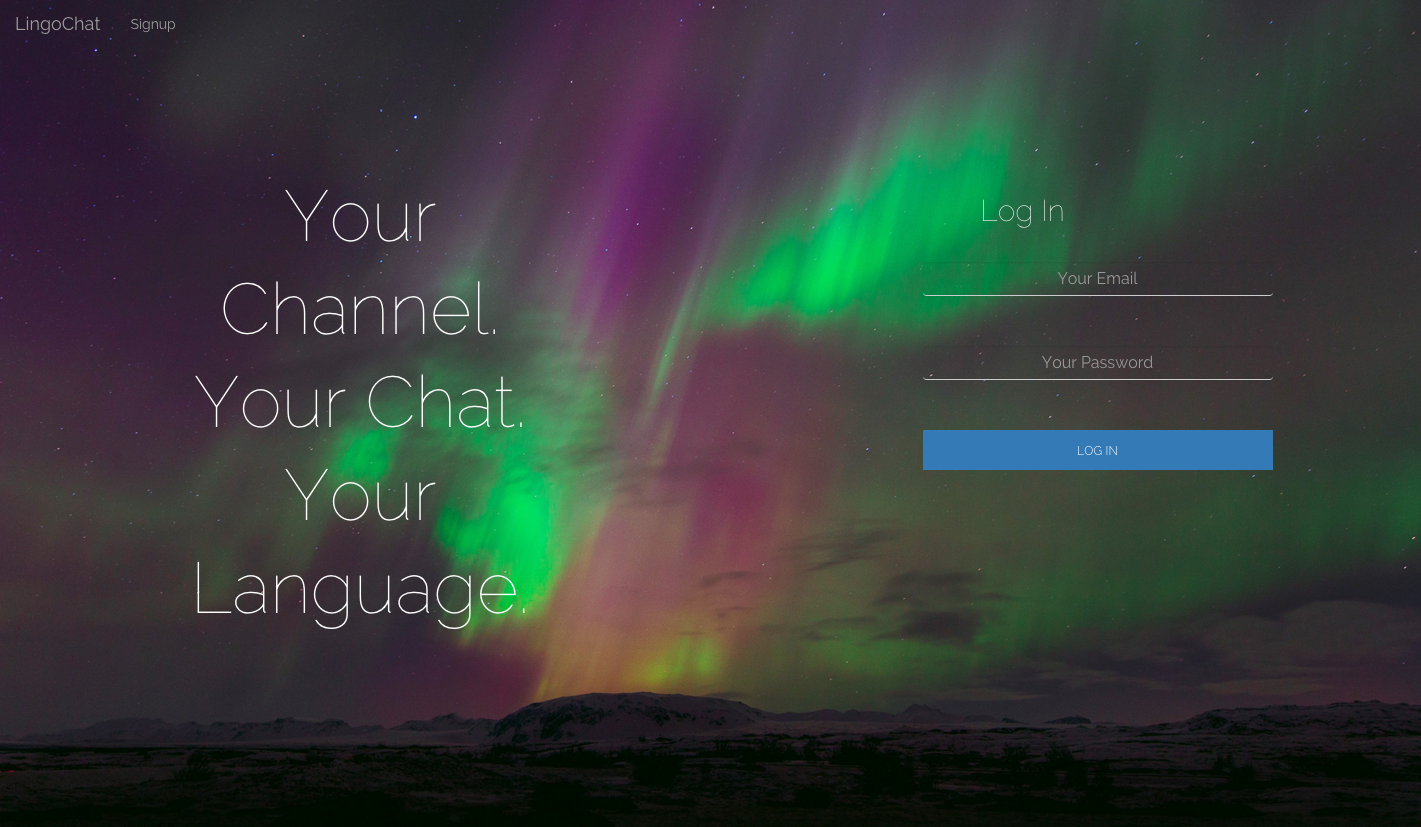 LingoChat Signup
Your
Channel.
Your Chat.
Your
Language.
Log In
Your Email
Your Password
LOG IN